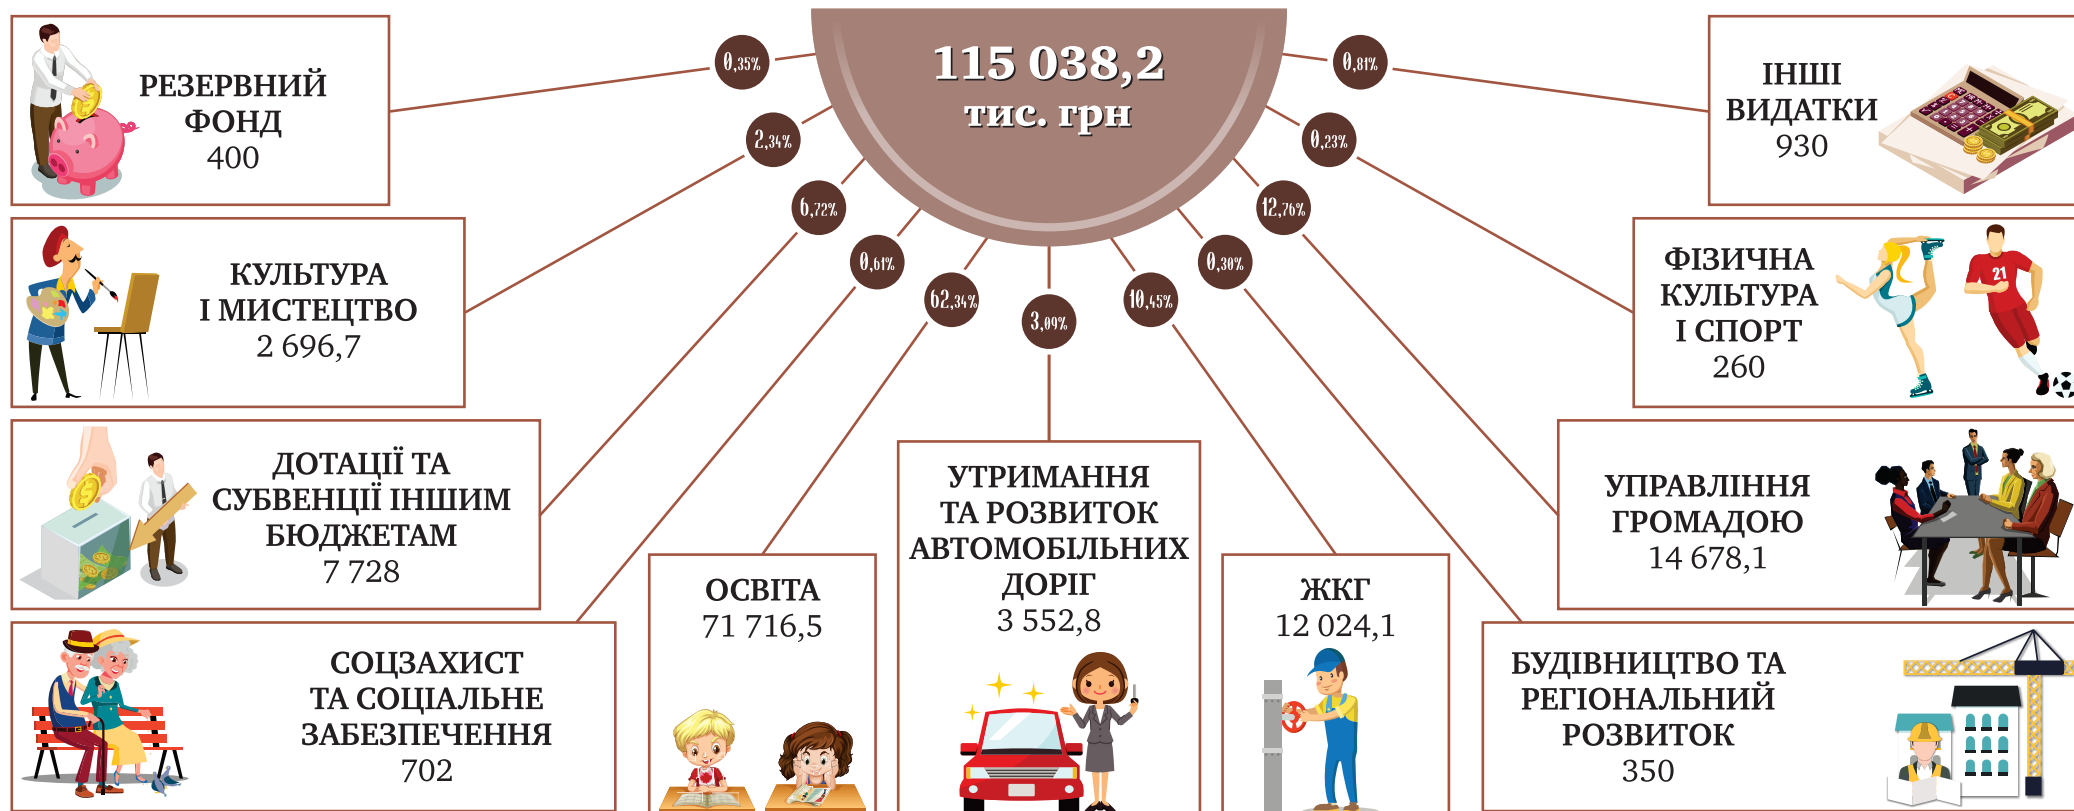 115 038,2
тис. грн
0,35%
2,34%
6,72%
0,61%
62,34%
3,09%
10,45%
0,30%
12,76%
0,23%
0,81%
РЕЗЕРВНИЙ
ФОНД
400
КУЛЬТУРА
І МИСТЕЦТВО
2 696,7
ДОТАЦІЇ ТА
СУБВЕНЦІЇ ІНШИМ
БЮДЖЕТАМ
7 728
СОЦЗАХИСТ
ТА СОЦІАЛЬНЕ
ЗАБЕЗПЕЧЕННЯ
702
ОСВІТА
71 716,5
УТРИМАННЯ
ТА РОЗВИТОК
АВТОМОБІЛЬНИХ
ДОРІГ
3 552,8
ЖКГ
12 024,1
БУДІВНИЦТВО ТА
РЕГІОНАЛЬНИЙ
РОЗВИТОК
350
УПРАВЛІННЯ
ГРОМАДОЮ
14 678,1
ФІЗИЧНА
КУЛЬТУРА
І СПОРТ
260
21
ІНШІ
ВИДАТКИ
930